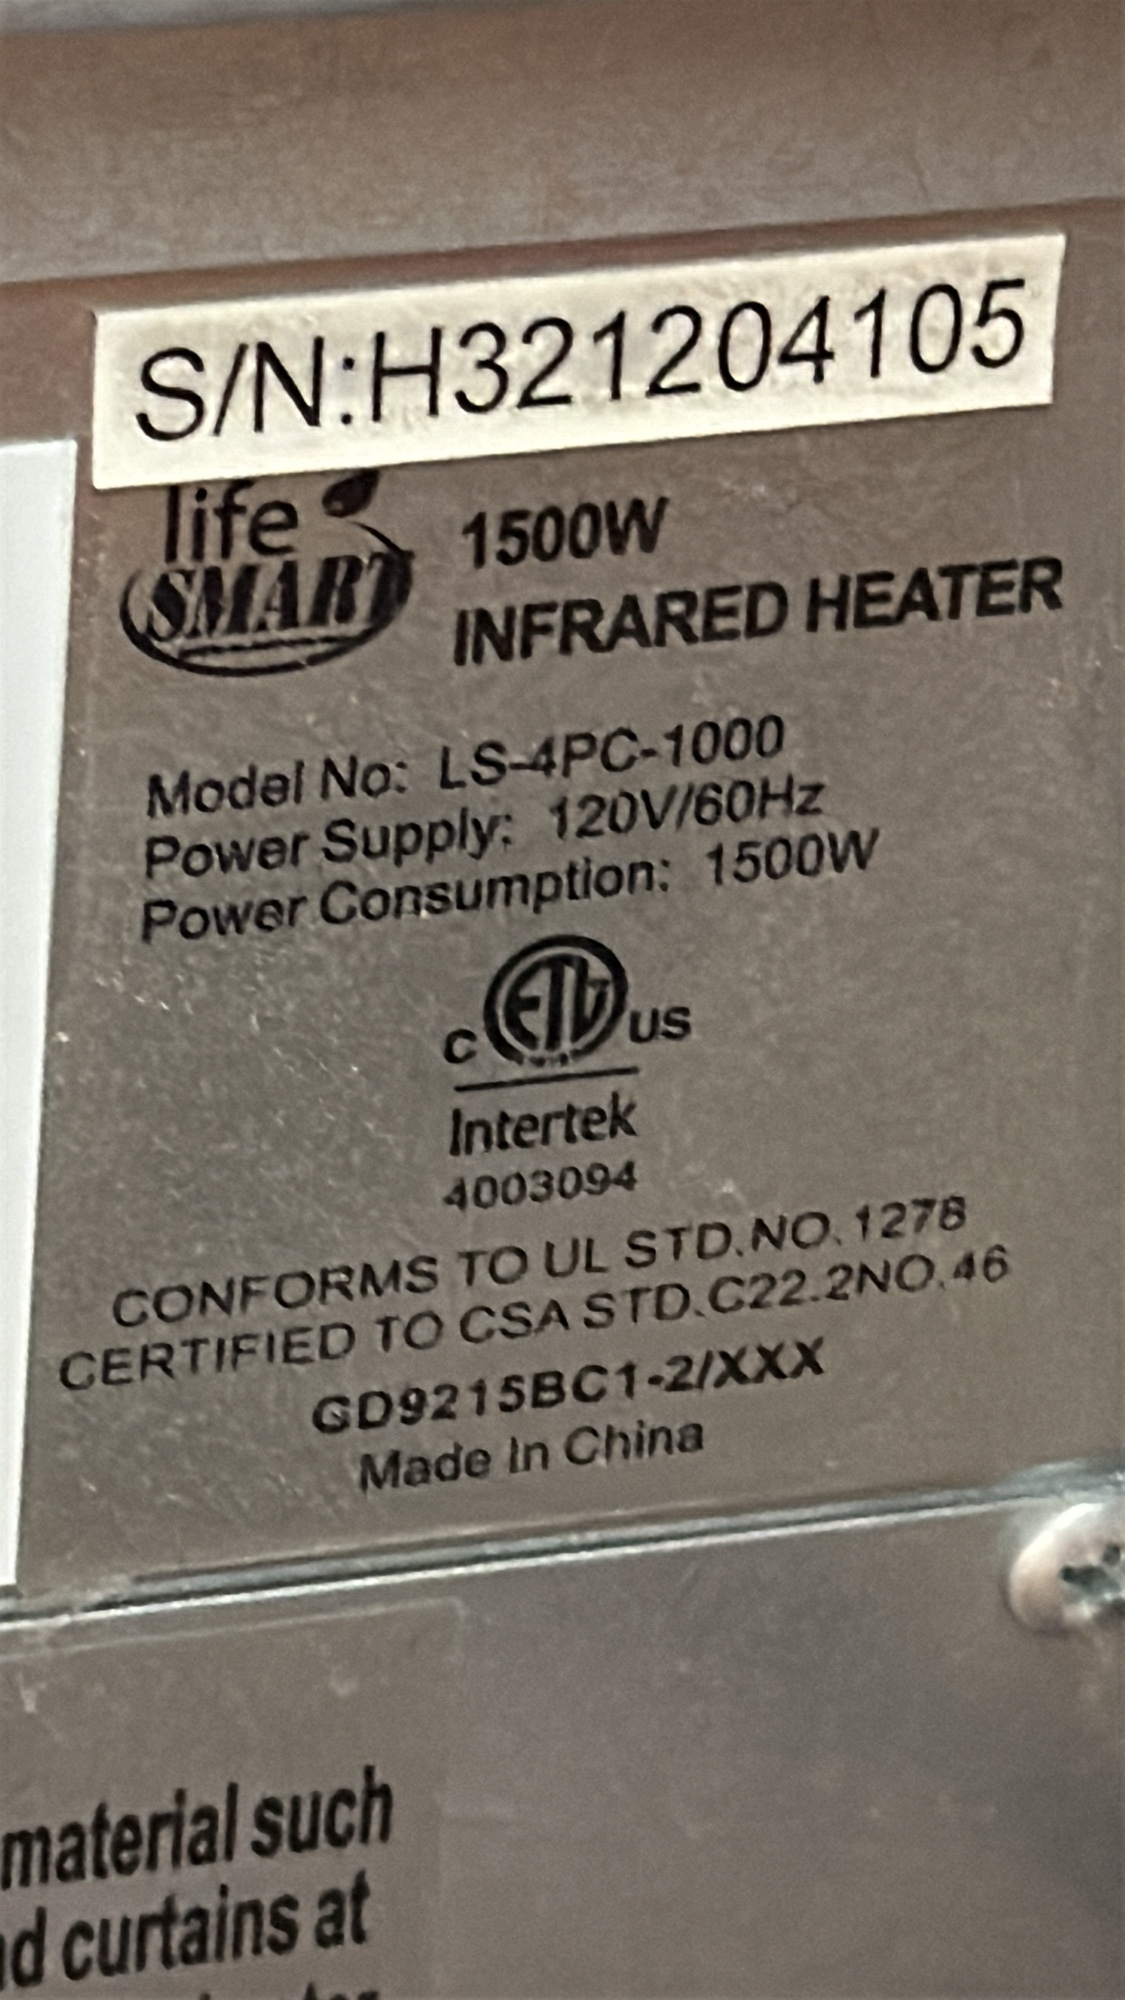 S/N:H321204105
life
SMART
1500W
INFRARED HEATER
Model No: LS-4PC-1000
Power Supply: 120V/60Hz
Power Consumption: 1500W
C ETL US
Intertek
4003094
CONFORMS TO UL STD.NO.1278
CERTIFIED TO CSA STD.C22.2NO.46
GD9215BC1-2/XXX
Made In China
material such
curtains at